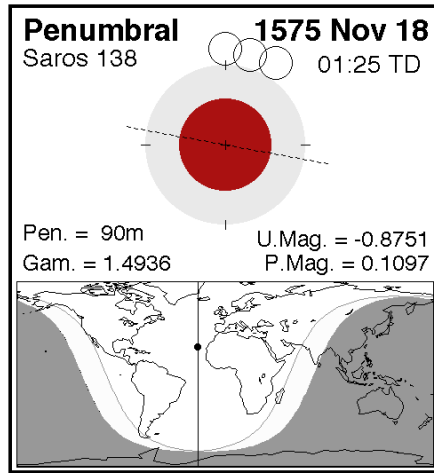 Penumbral 1575 Nov 18
Saros 138 01:25 TD
Pen. = 90m U.Mag. = -0.8751
Gam. = 1.4936 P.Mag. = 0.1097